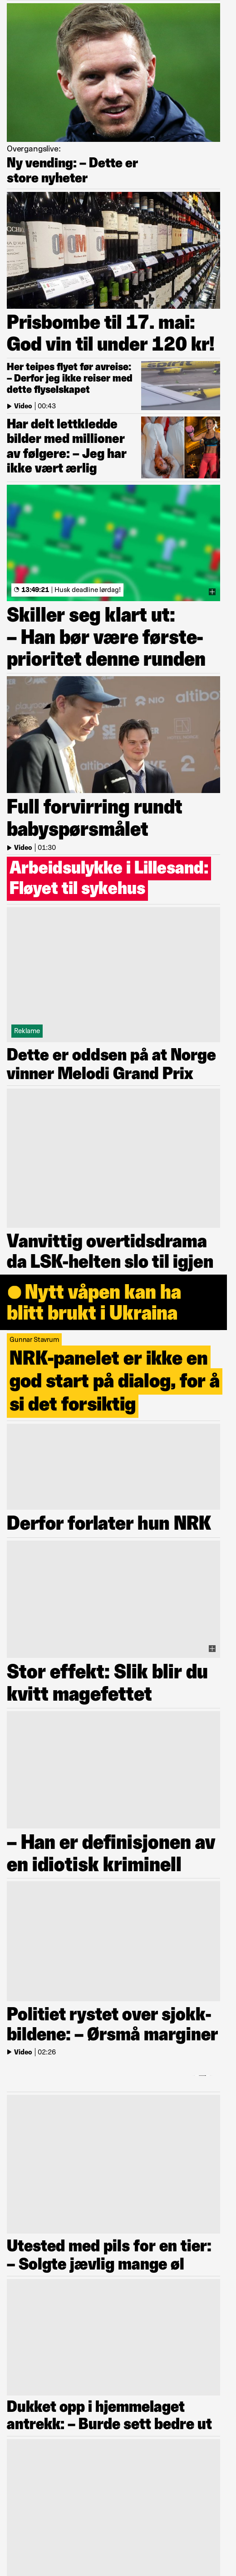 Overgangslive:
Ny vending: – Dette er
store nyheter
Prisbombe til 17. mai:
God vin til under 120 kr!
Her teipes flyet før avreise:
– Derfor jeg ikke reiser med
dette flyselskapet
Video | 00:43
Har delt lettkledde
bilder med millioner
av følgere: – Jeg har
ikke vært ærlig
13:49:21 | Husk deadline lørdag!
Skiller seg klart ut:
– Han bør være første-
prioritet denne runden
altibox
NIO
2
Full forvirring rundt
babyspørsmålet
Video | 01:30
Arbeidsulykke i Lillesand:
Fløyet til sykehus
Reklame
Dette er oddsen på at Norge
vinner Melodi Grand Prix
Vanvittig overtidsdrama
da LSK-helten slo til igjen
Nytt våpen kan ha
blitt brukt i Ukraina
Gunnar Stavrum
NRK-panelet er ikke en
god start på dialog, for å
si det forsiktig
Derfor forlater hun NRK
Stor effekt: Slik blir du
kvitt magefettet
– Han er definisjonen av
en idiotisk kriminell
Politiet rystet over sjokk-
bildene: – Ørsmå marginer
Video | 02:26
Utested med pils for en tier:
– Solgte jævlig mange øl
Dukket opp i hjemmelaget
antrekk: – Burde sett bedre ut